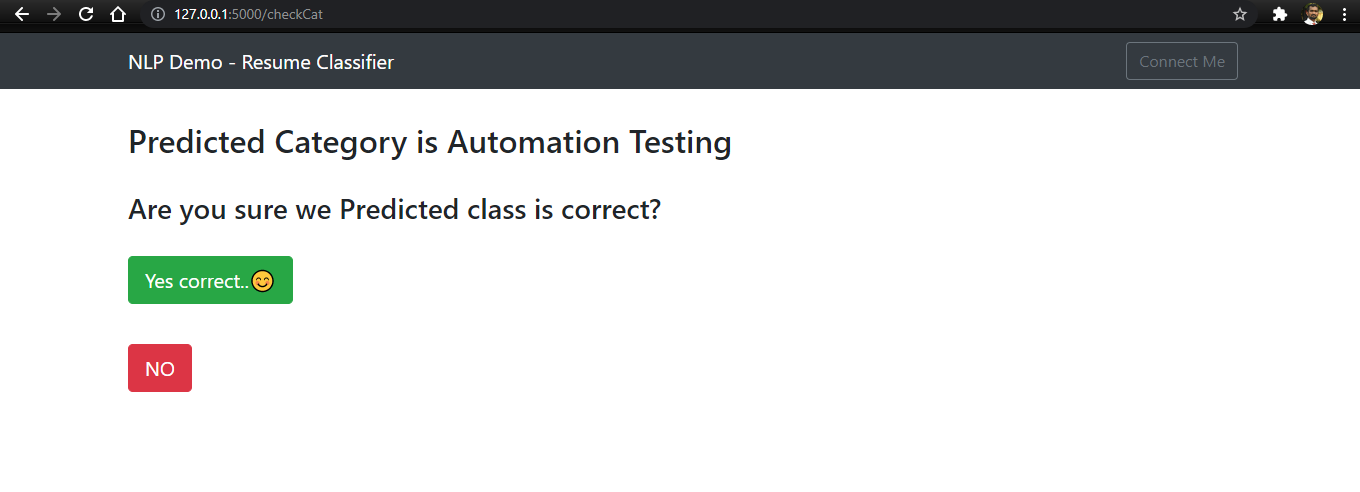 127.0.0.1:5000/checkCat
NLP Demo - Resume Classifier
Connect Me
Predicted Category is Automation Testing
Are you sure we Predicted class is correct?
Yes correct..😊
NO